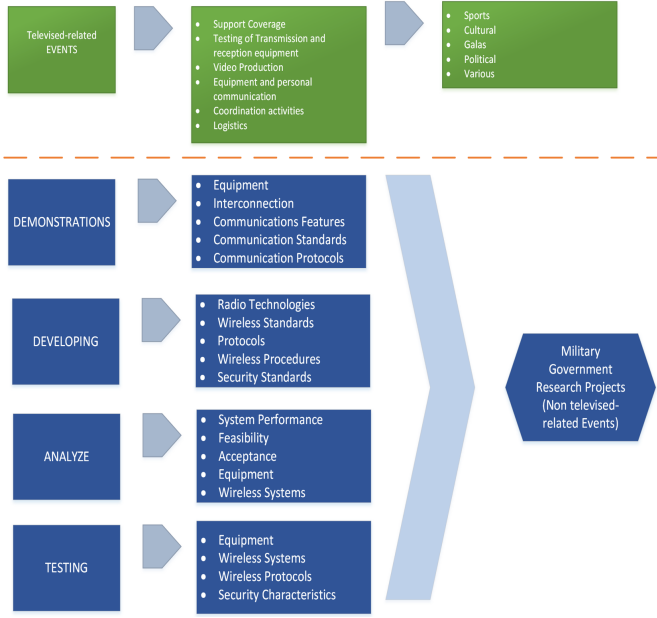 Televised-related
EVENTS
• Support Coverage
• Testing of Transmission and
reception equipment
• Video Production
• Equipment and personal
communication
• Coordination activities
• Logistics
• Sports
• Cultural
• Galas
• Political
• Various
DEMONSTRATIONS
• Equipment
• Interconnection
• Communications Features
• Communication Standards
• Communication Protocols
DEVELOPING
• Radio Technologies
• Wireless Standards
• Protocols
• Wireless Procedures
• Security Standards
ANALYZE
• System Performance
• Feasibility
• Acceptance
• Equipment
• Wireless Systems
TESTING
• Equipment
• Wireless Systems
• Wireless Protocols
• Security Characteristics
Military
Government
Research Projects
(Non televised-
related Events)